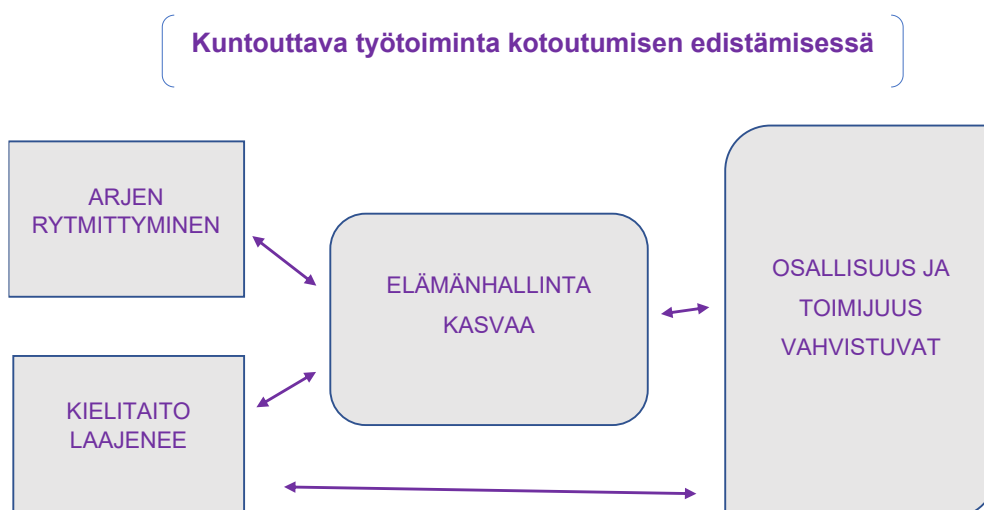 Kuntouttava työtoiminta kotoutumisen edistämisessä
ARJEN
RYTMITTYMINEN
ELÄMÄNHALLINTA
KASVAA
OSALLISUUS JA
TOIMIJUUS
VAHVISTUVAT
KIELITAITO
LAAJENEE